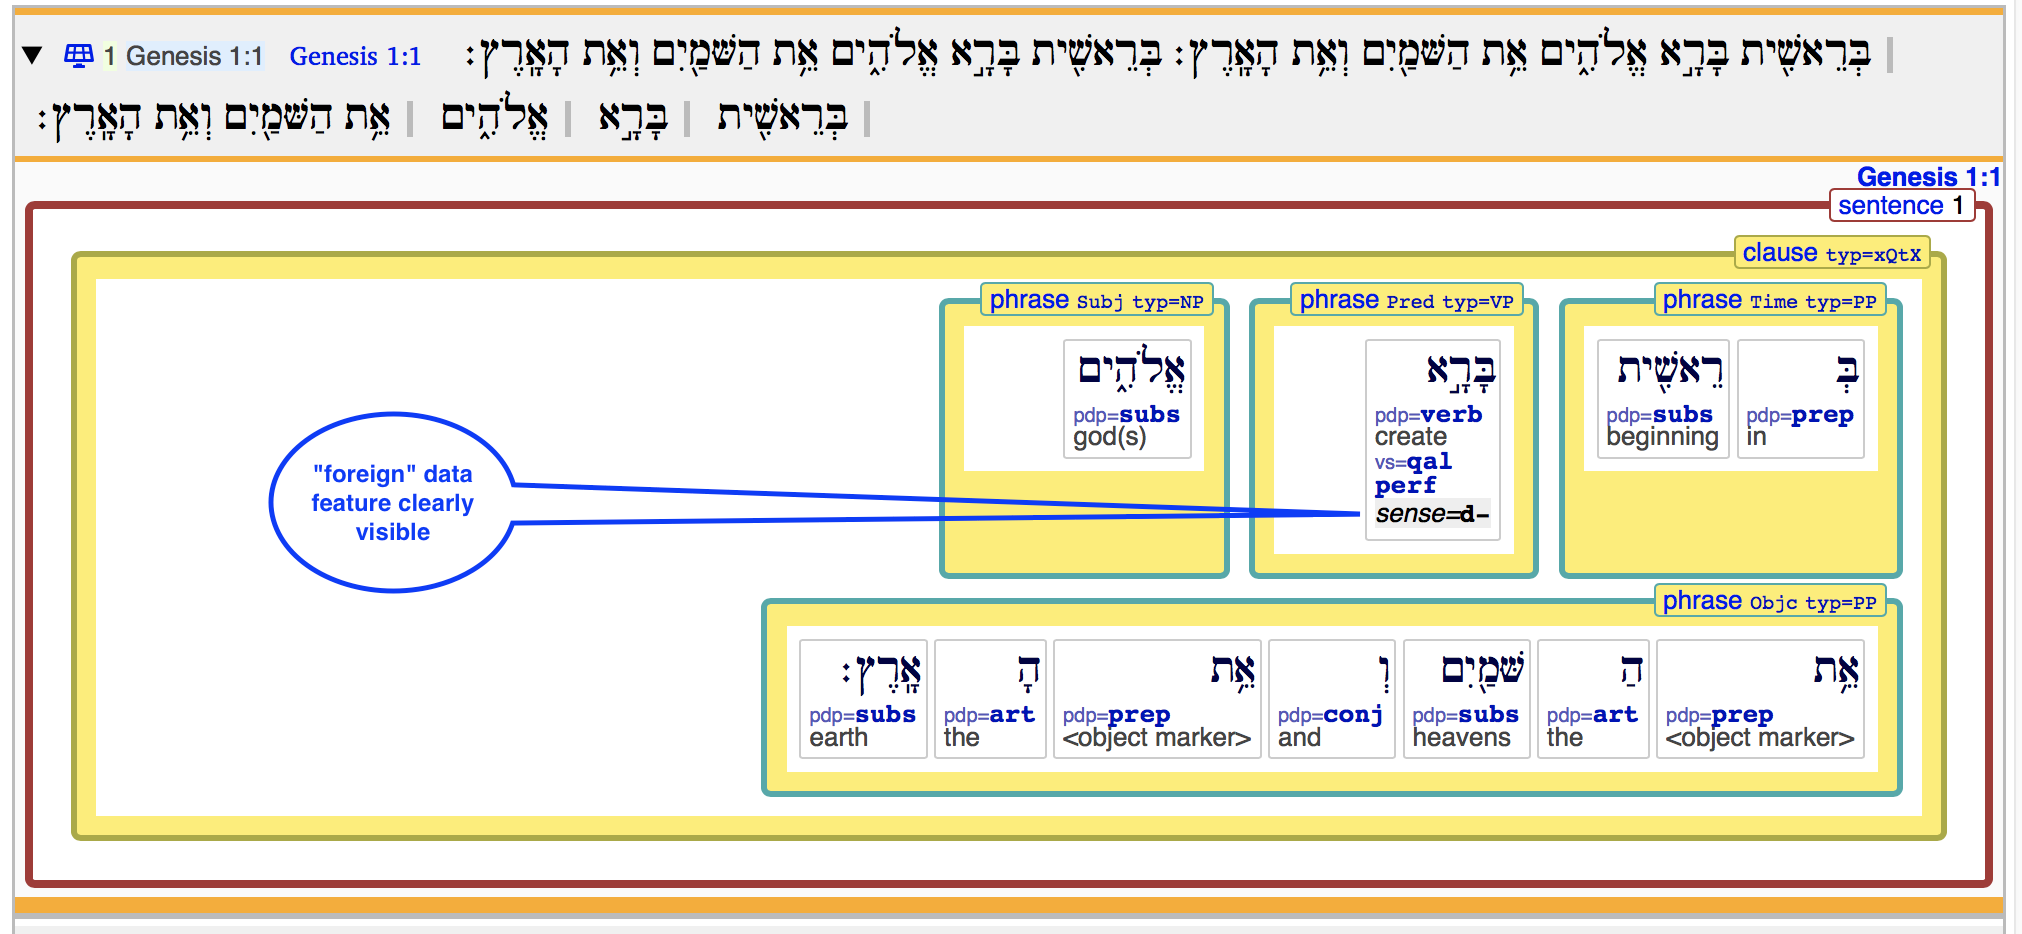 ▼ 1 Genesis 1:1 Genesis 1:1 בְּרֵאשִׁ֖ית בָּרָ֣א אֱלֹהִ֑ים אֵ֥ת הַשָּׁמַ֖יִם וְאֵ֥ת הָאָֽרֶץ׃ בְּרֵאשִׁ֖ית בָּרָ֣א אֱלֹהִ֑ים אֵ֥ת הַשָּׁמַ֖יִם וְאֵ֥ת הָאָֽרֶץ׃
בְּרֵאשִׁ֖ית בָּרָ֣א אֱלֹהִ֑ים אֵ֥ת הַשָּׁמַ֖יִם וְאֵ֥ת הָאָֽרֶץ׃
Genesis 1:1
sentence 1
clause typ=xQtX
phrase Time typ=PP
בְּ
pdp=prep
in
רֵאשִׁ֖ית
pdp=subs
beginning
phrase Pred typ=VP
בָּרָ֣א
pdp=verb
create
vs=qal
perf
sense=d-
phrase Subj typ=NP
אֱלֹהִ֑ים
pdp=subs
god(s)
"foreign" data
feature clearly
visible
phrase Objc typ=PP
אֵ֥ת
pdp=prep
<object marker>
הַ
pdp=art
the
שָּׁמַ֖יִם
pdp=subs
heavens
וְ
pdp=conj
and
אֵ֥ת
pdp=prep
<object marker>
הָ
pdp=art
the
אָֽרֶץ׃
pdp=subs
earth